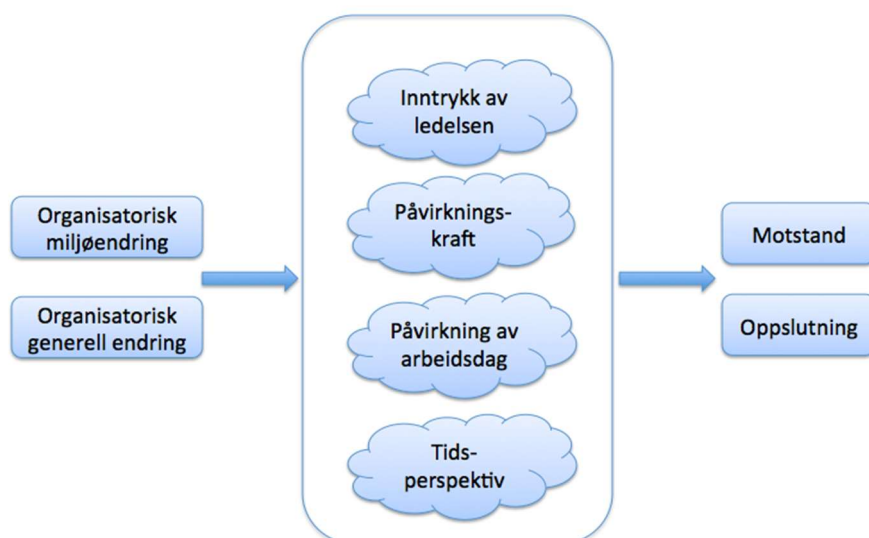 Organisatorisk
miljøendring
Organisatorisk
generell endring
Inntrykk av
ledelsen
Påvirknings-
kraft
Påvirkning av
arbeidsdag
Tids-
perspektiv
Motstand
Oppslutning